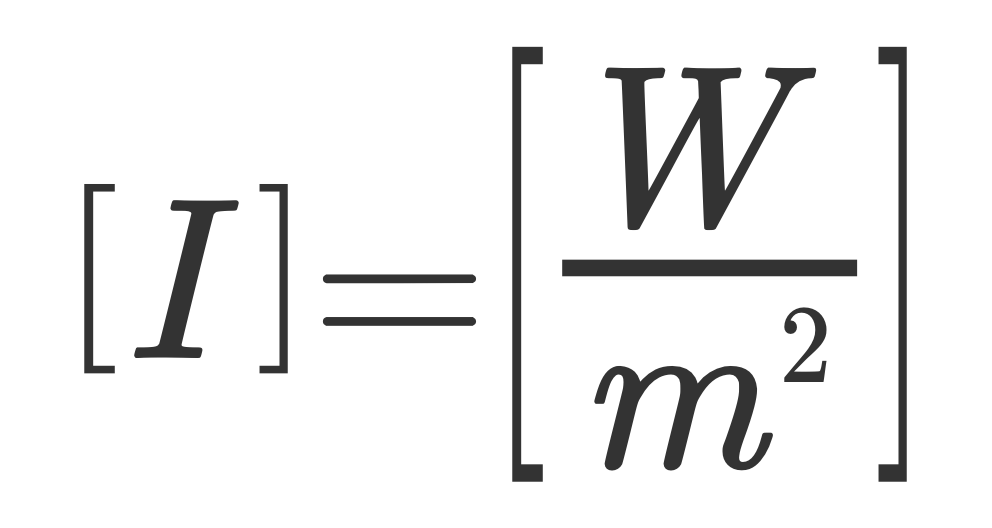 [I] = [W/m²]